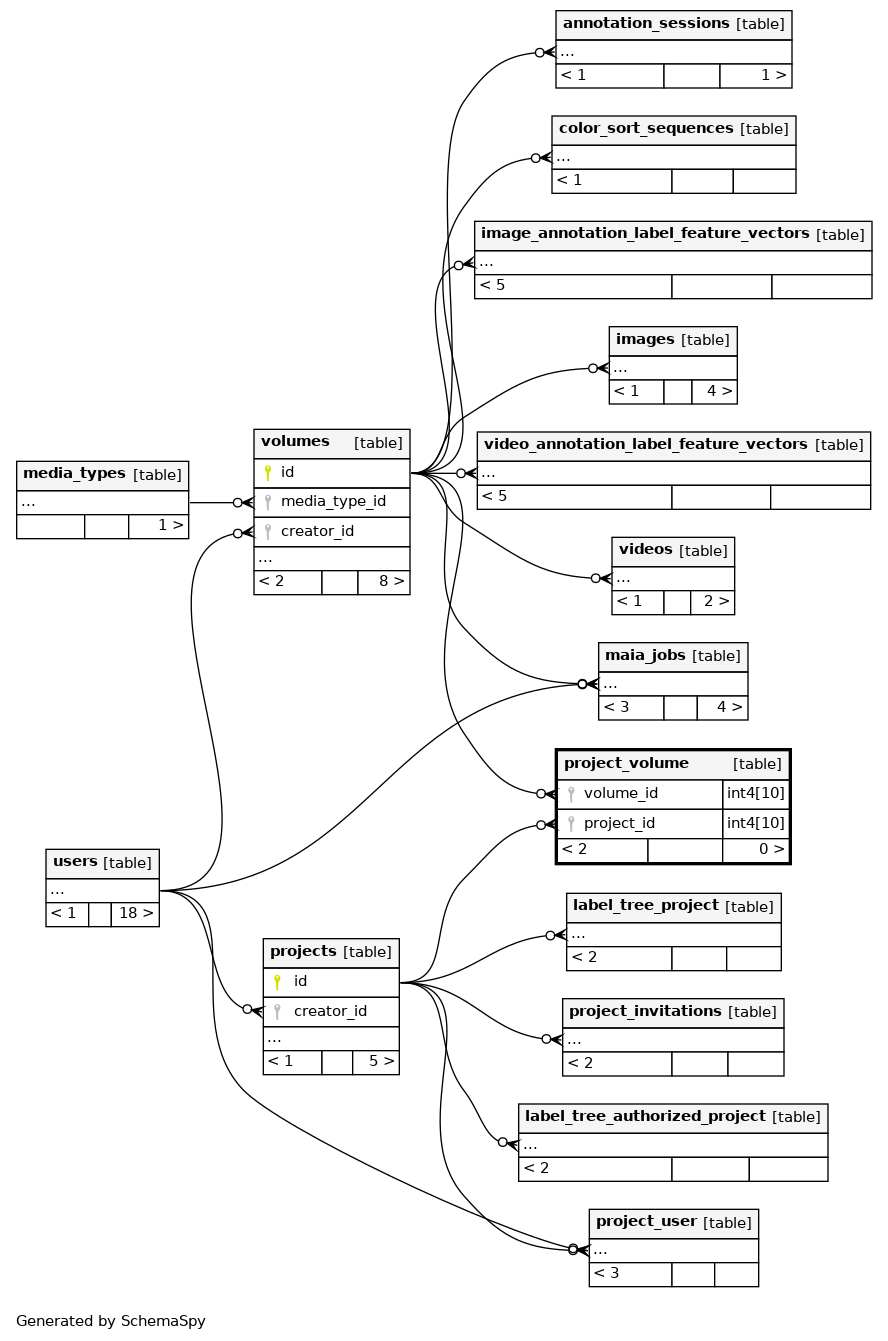 annotation_sessions [table]
...
< 1 1 >
color_sort_sequences [table]
...
< 1
image_annotation_label_feature_vectors [table]
...
< 5
images [table]
...
< 1 4 >
volumes [table]
id
media_type_id
creator_id
...
< 2 8 >
video_annotation_label_feature_vectors [table]
...
< 5
media_types [table]
...
1 >
videos [table]
...
< 1 2 >
maia_jobs [table]
...
< 3 4 >
project_volume [table]
volume_id int4[10]
project_id int4[10]
< 2 0 >
users [table]
...
< 1 18 >
label_tree_project [table]
...
< 2
projects [table]
id
creator_id
...
< 1 5 >
project_invitations [table]
...
< 2
label_tree_authorized_project [table]
...
< 2
project_user [table]
...
< 3
Generated by SchemaSpy